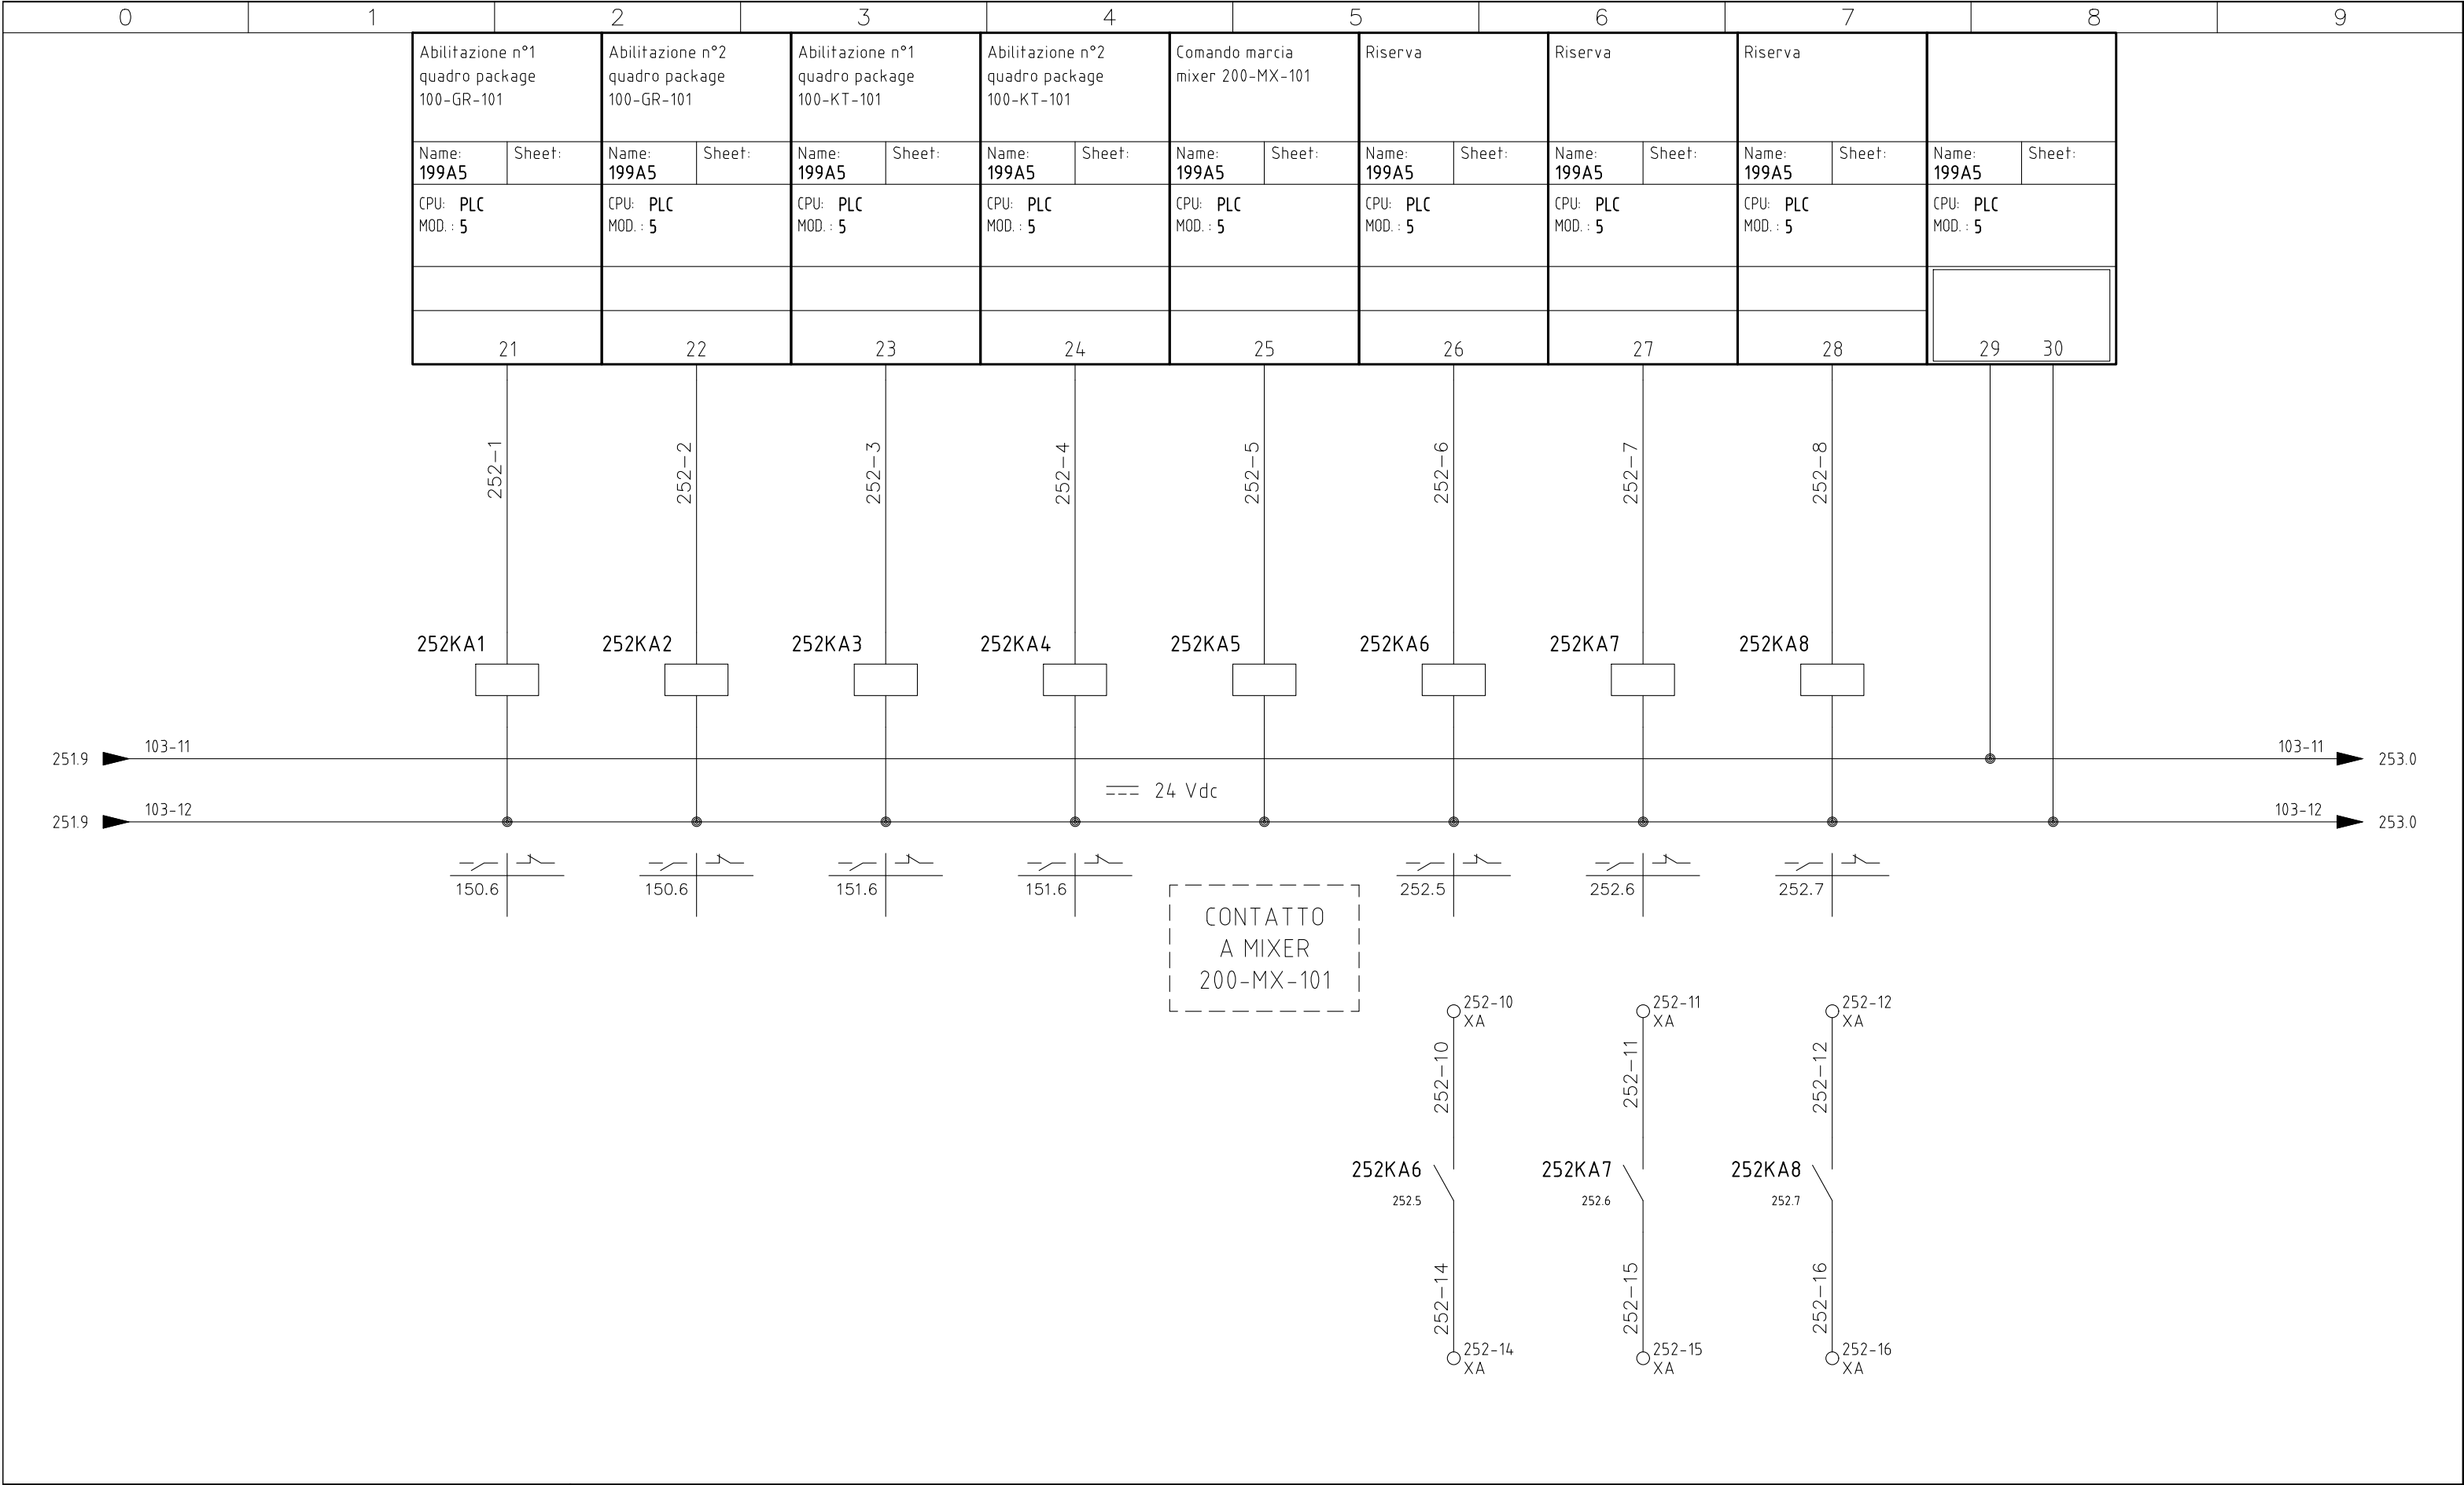 0 1 2 3 4 5 6 7 8 9
Abilitazione n°1
quadro package
100-GR-101
Abilitazione n°2
quadro package
100-GR-101
Abilitazione n°1
quadro package
100-KT-101
Abilitazione n°2
quadro package
100-KT-101
Comando marcia
mixer 200-MX-101
Riserva
Riserva
Riserva
Name: Sheet: Name: Sheet: Name: Sheet: Name: Sheet: Name: Sheet: Name: Sheet: Name: Sheet: Name: Sheet: Name: Sheet:
199A5 199A5 199A5 199A5 199A5 199A5 199A5 199A5 199A5
CPU: PLC CPU: PLC CPU: PLC CPU: PLC CPU: PLC CPU: PLC CPU: PLC CPU: PLC CPU: PLC
MOD. : 5 MOD. : 5 MOD. : 5 MOD. : 5 MOD. : 5 MOD. : 5 MOD. : 5 MOD. : 5 MOD. : 5
21 22 23 24 25 26 27 28 29 30
252-1 252-2 252-3 252-4 252-5 252-6 252-7 252-8
252KA1 252KA2 252KA3 252KA4 252KA5 252KA6 252KA7 252KA8
103-11 103-11
251.9 253.0
24 Vdc
103-12 103-12
251.9 253.0
150.6 150.6 151.6 151.6 252.5 252.6 252.7
CONTATTO
A MIXER
200-MX-101
252-10 252-11 252-12
XA XA XA
252-10 252-11 252-12
252KA6 252KA7 252KA8
252.5 252.6 252.7
252-14 252-15 252-16
252-14 252-15 252-16
XA XA XA